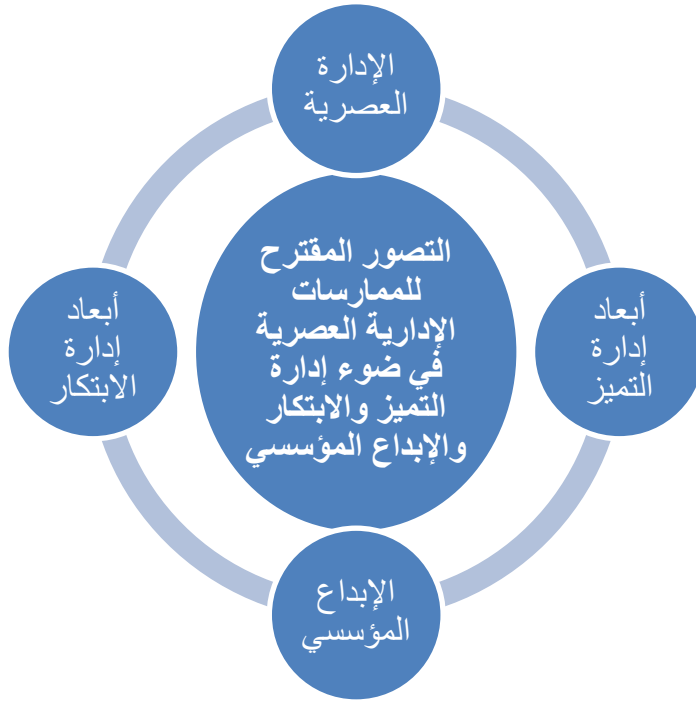 الإدارة
العصرية
التصور المقترح
للممارسات
الإدارية العصرية
في ضوء إدارة
التميز والابتكار
والإبداع المؤسسي
أبعاد
إدارة
التميز
أبعاد
إدارة
الابتكار
الإبداع
المؤسسي